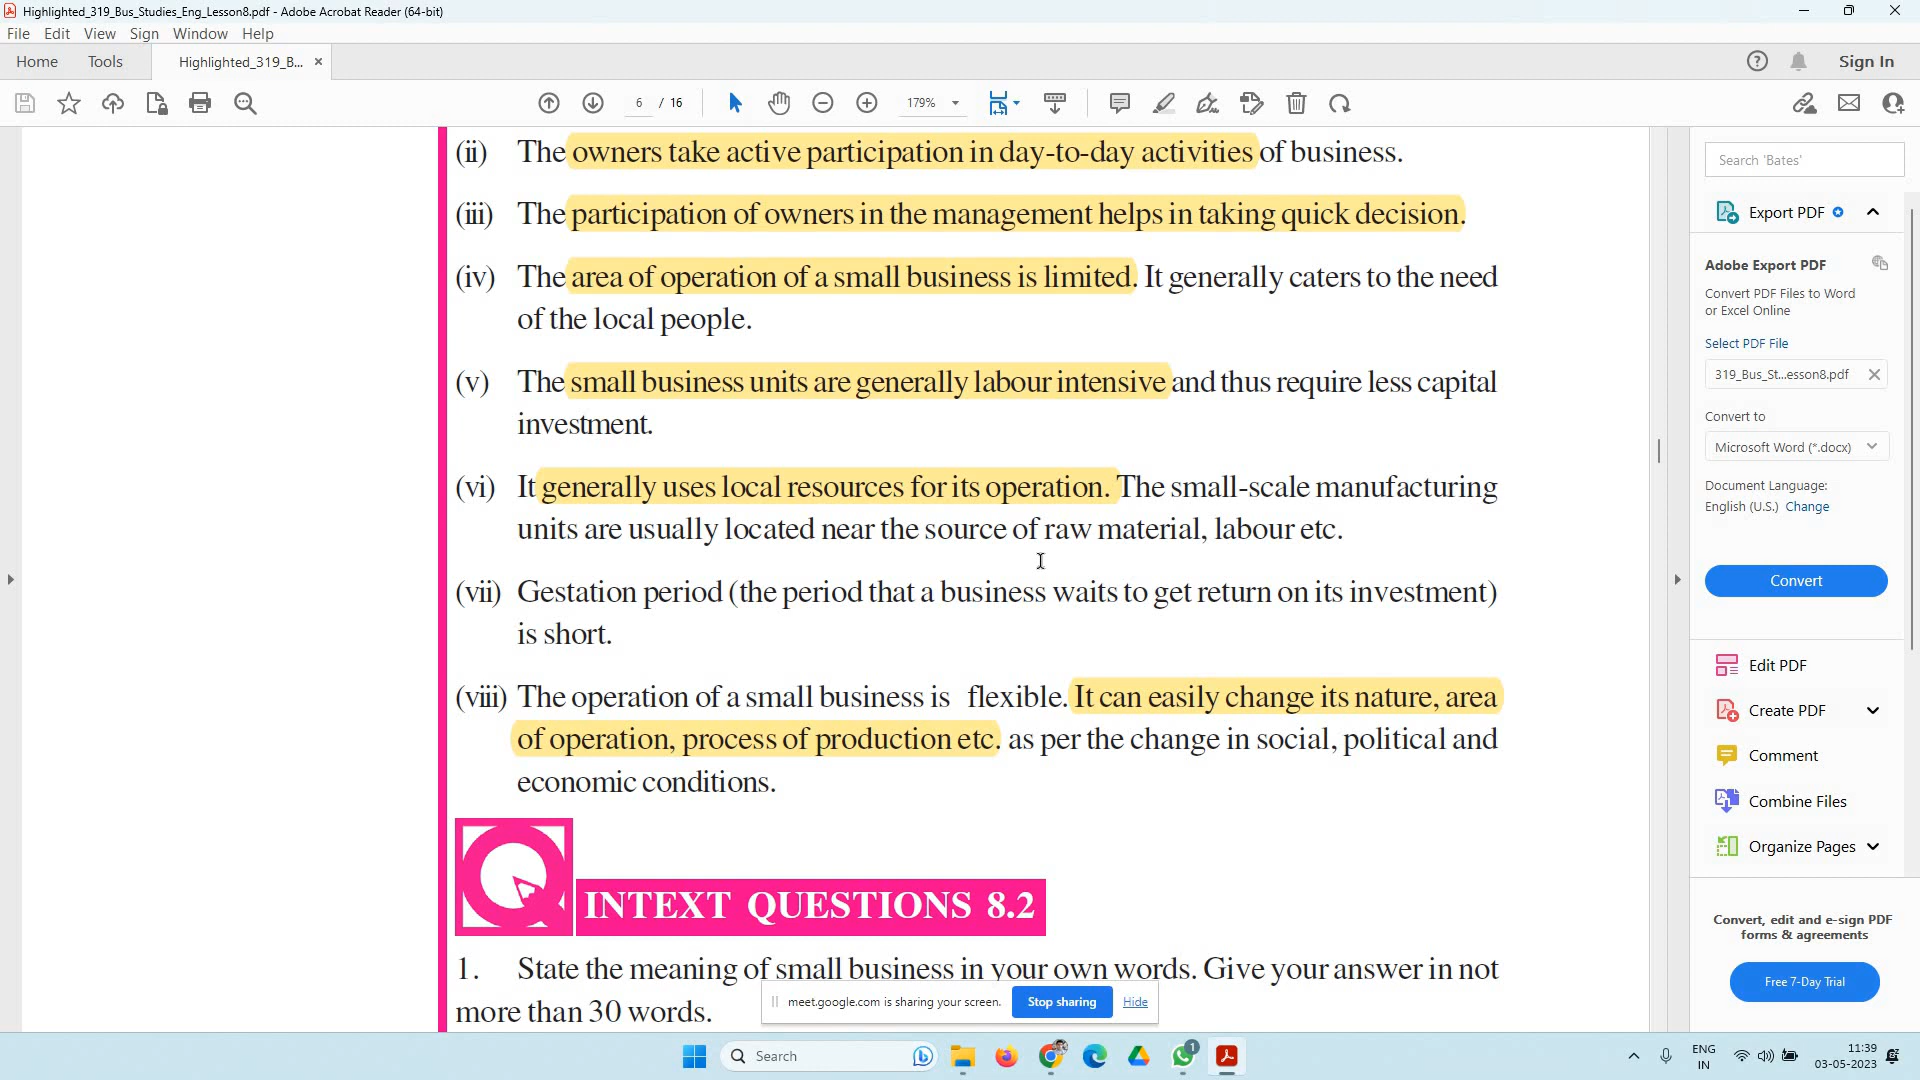 Highlighted_319_Bus_Studies_Eng_Lesson8.pdf - Adobe Acrobat Reader (64-bit)
File Edit View Sign Window Help
Home Tools Highlighted_319_B... × Sign In
6 / 16 179%
(ii) The owners take active participation in day-to-day activities of business.
(iii) The participation of owners in the management helps in taking quick decision.
(iv) The area of operation of a small business is limited. It generally caters to the need
of the local people.
(v) The small business units are generally labour intensive and thus require less capital
investment.
(vi) It generally uses local resources for its operation. The small-scale manufacturing
units are usually located near the source of raw material, labour etc.
(vii) Gestation period (the period that a business waits to get return on its investment)
is short.
(viii) The operation of a small business is flexible. It can easily change its nature, area
of operation, process of production etc. as per the change in social, political and
economic conditions.
INTEXT QUESTIONS 8.2
1. State the meaning of small business in your own words. Give your answer in not
more than 30 words.
Search 'Bates'
Export PDF
Adobe Export PDF
Convert PDF Files to Word
or Excel Online
Select PDF File
319_Bus_St...esson8.pdf
Convert to
Microsoft Word (*.docx)
Document Language:
English (U.S.) Change
Convert
Edit PDF
Create PDF
Comment
Combine Files
Organize Pages
Convert, edit and e-sign PDF
forms & agreements
Free 7-Day Trial
meet.google.com is sharing your screen. Stop sharing Hide
Search
1
ENG
IN
11:39
03-05-2023